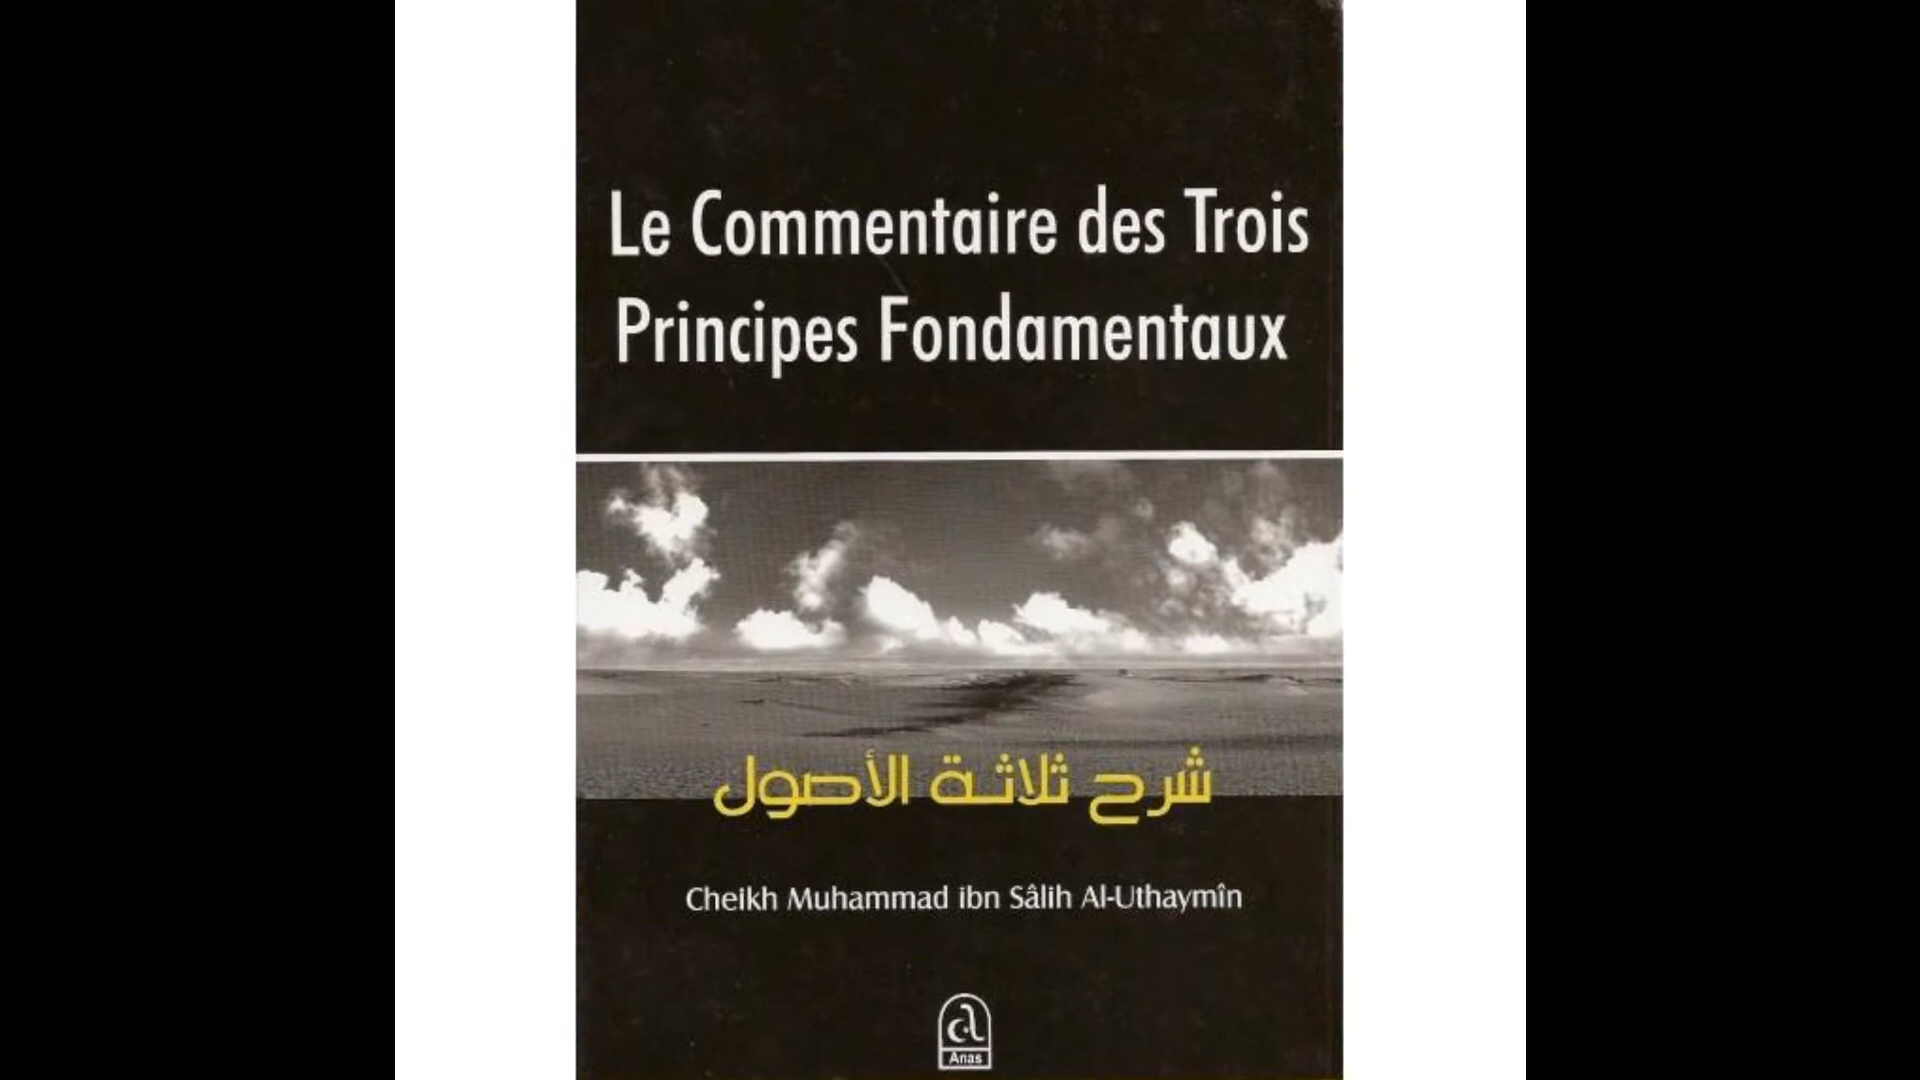 Le Commentaire des Trois
Principes Fondamentaux
شرح ثلاثة الأصول
Cheikh Muhammad ibn Sâlih Al-Uthaymîn
Anas